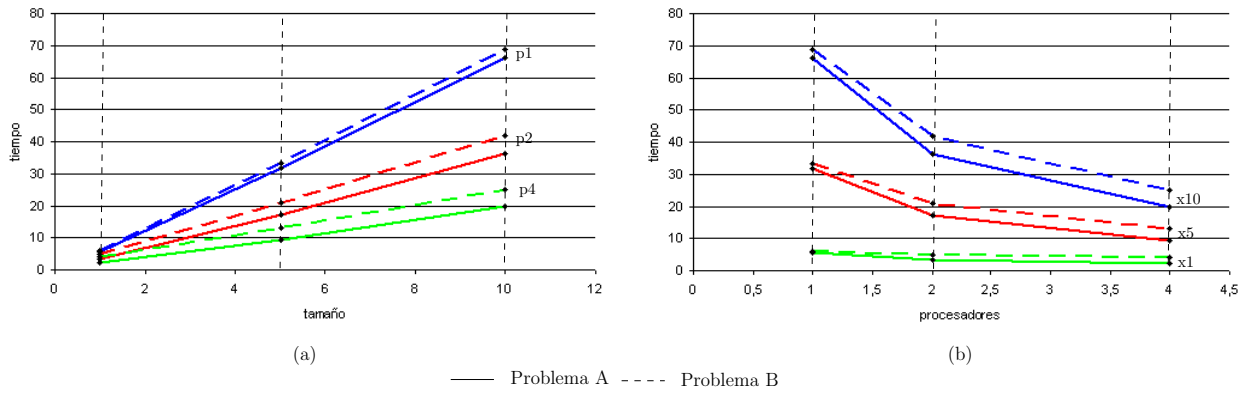 80
70
60
50
40
30
20
10
0
tiempo
p1
p2
p4
0 2 4 6 8 10 12
tamaño
(a)
80
70
60
50
40
30
20
10
0
tiempo
x10
x5
x1
0 0,5 1 1,5 2 2,5 3 3,5 4 4,5
procesadores
(b)
Problema A Problema B